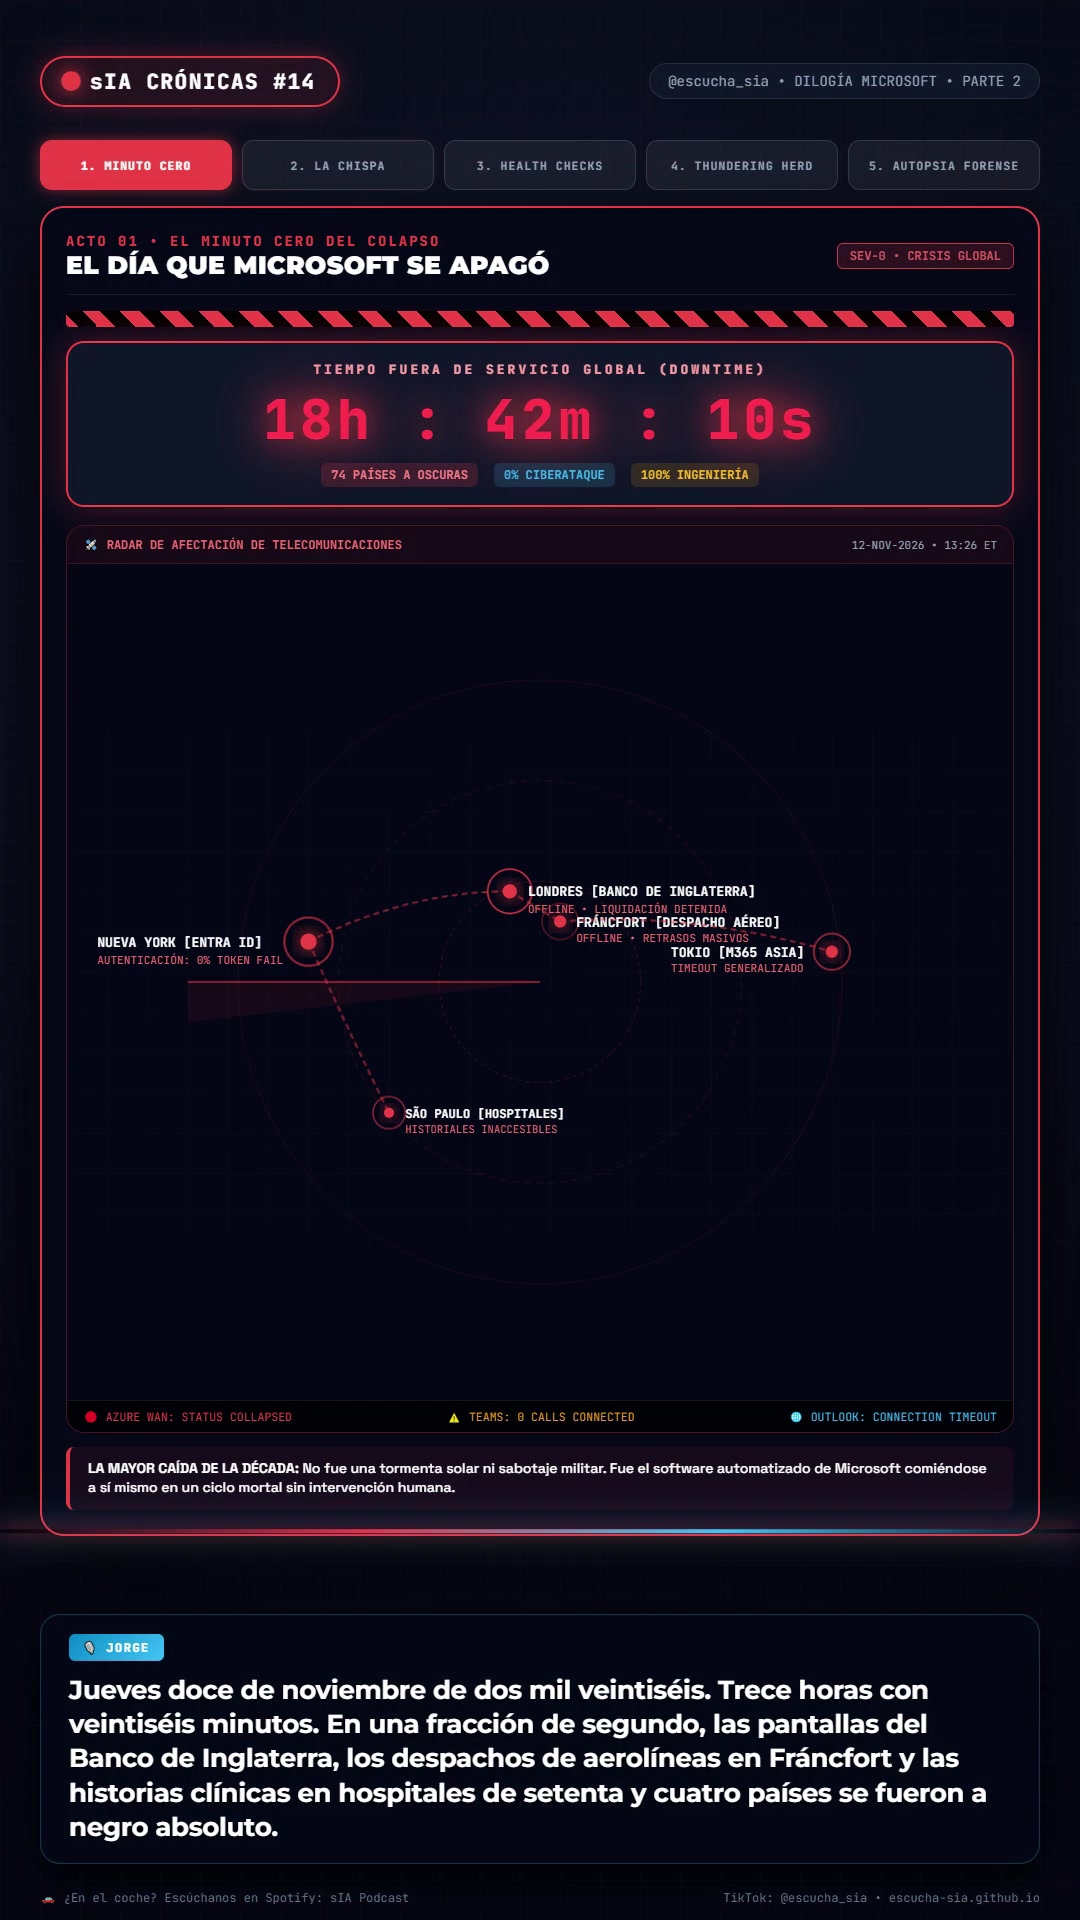 sIA CRÓNICAS #14
@escucha_sia • DILOGÍA MICROSOFT • PARTE 2
1. MINUTO CERO
2. LA CHISPA
3. HEALTH CHECKS
4. THUNDERING HERD
5. AUTOPSIA FORENSE
ACTO 01 • EL MINUTO CERO DEL COLAPSO
EL DÍA QUE MICROSOFT SE APAGÓ
SEV-0 • CRISIS GLOBAL
TIEMPO FUERA DE SERVICIO GLOBAL (DOWNTIME)
18h : 42m : 10s
74 PAÍSES A OSCURAS
0% CIBERATAQUE
100% INGENIERÍA
RADAR DE AFECTACIÓN DE TELECOMUNICACIONES
12-NOV-2026 • 13:26 ET
LONDRES [BANCO DE INGLATERRA]
OFFLINE • LIQUIDACIÓN DETENIDA
FRÁNCFORT [DESPACHO AÉREO]
OFFLINE • RETRASOS MASIVOS
NUEVA YORK [ENTRA ID]
AUTENTICACIÓN: 0% TOKEN FAIL
TOKIO [M365 ASIA]
TIMEOUT GENERALIZADO
SÃO PAULO [HOSPITALES]
HISTORIALES INACCESIBLES
AZURE WAN: STATUS COLLAPSED
TEAMS: 0 CALLS CONNECTED
OUTLOOK: CONNECTION TIMEOUT
LA MAYOR CAÍDA DE LA DÉCADA: No fue una tormenta solar ni sabotaje militar. Fue el software automatizado de Microsoft comiéndose
a sí mismo en un ciclo mortal sin intervención humana.
JORGE
Jueves doce de noviembre de dos mil veintiséis. Trece horas con
veintiséis minutos. En una fracción de segundo, las pantallas del
Banco de Inglaterra, los despachos de aerolíneas en Fráncfort y las
historias clínicas en hospitales de setenta y cuatro países se fueron a
negro absoluto.
¿En el coche? Escúchanos en Spotify: sIA Podcast
TikTok: @escucha_sia • escucha-sia.github.io